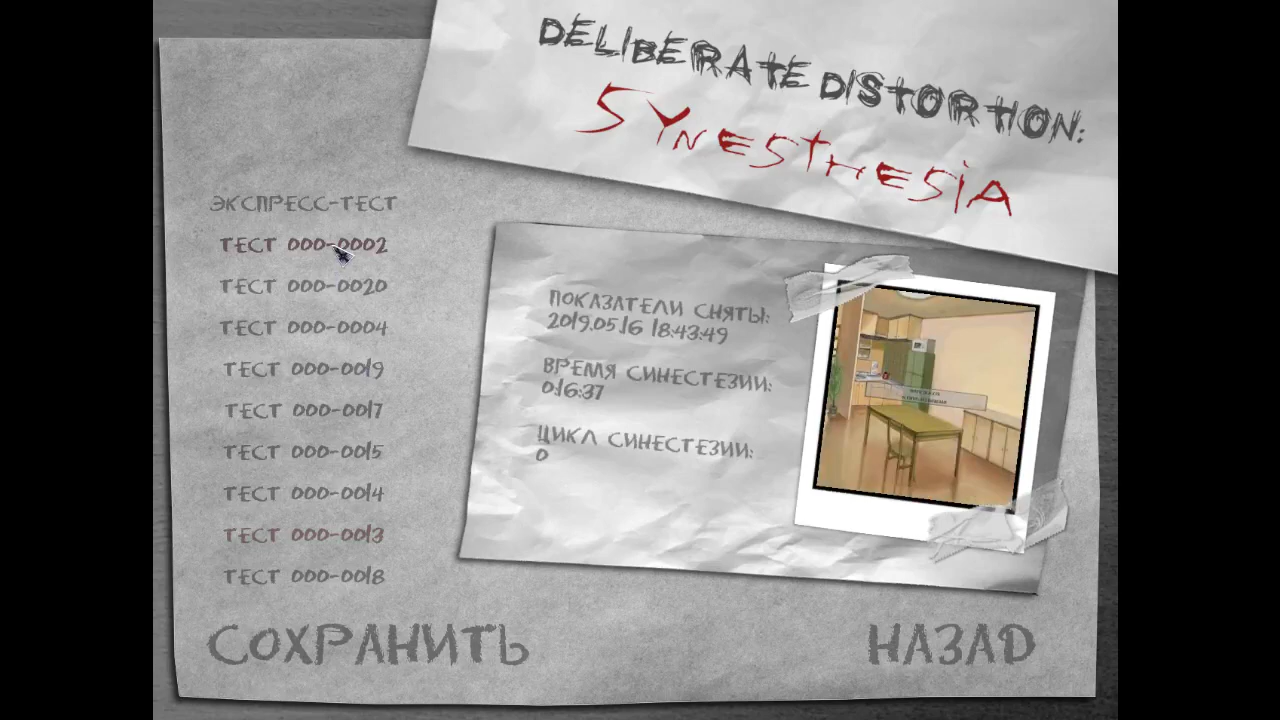 DELIBERATE DISTORTION:
SYNESTHESIA
ЭКСПРЕСС-ТЕСТ
ТЕСТ 000-0002
ТЕСТ 000-0020
ТЕСТ 000-0004
ТЕСТ 000-0019
ТЕСТ 000-0017
ТЕСТ 000-0015
ТЕСТ 000-0014
ТЕСТ 000-0013
ТЕСТ 000-0018
ПОКАЗАТЕЛИ СНЯТЫ:
2019.05.16 18:43:49
ВРЕМЯ СИНЕСТЕЗИИ:
0:16:37
ЦИКЛ СИНЕСТЕЗИИ:
0
СОХРАНИТЬ
НАЗАД